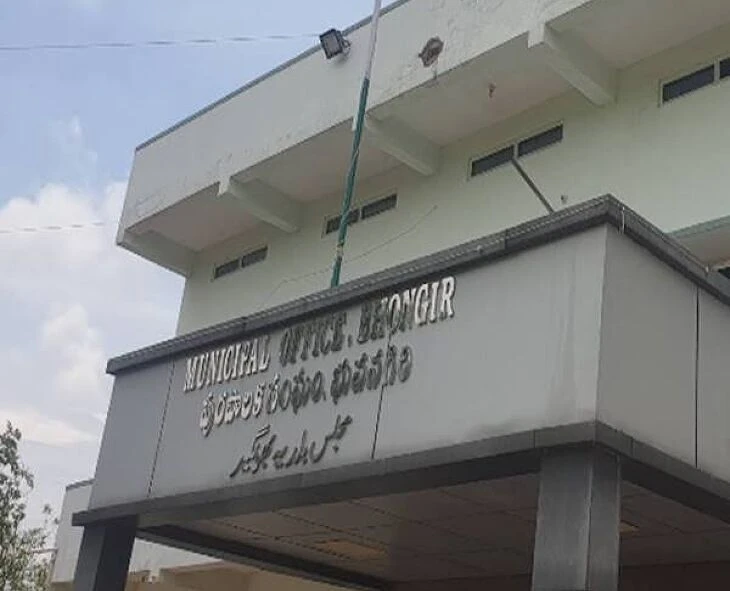 MUNICIPAL OFFICE, BHONGIR
పురపాలక సంఘం, భువనగిరి
مجلس بلدیہ بھونگیر